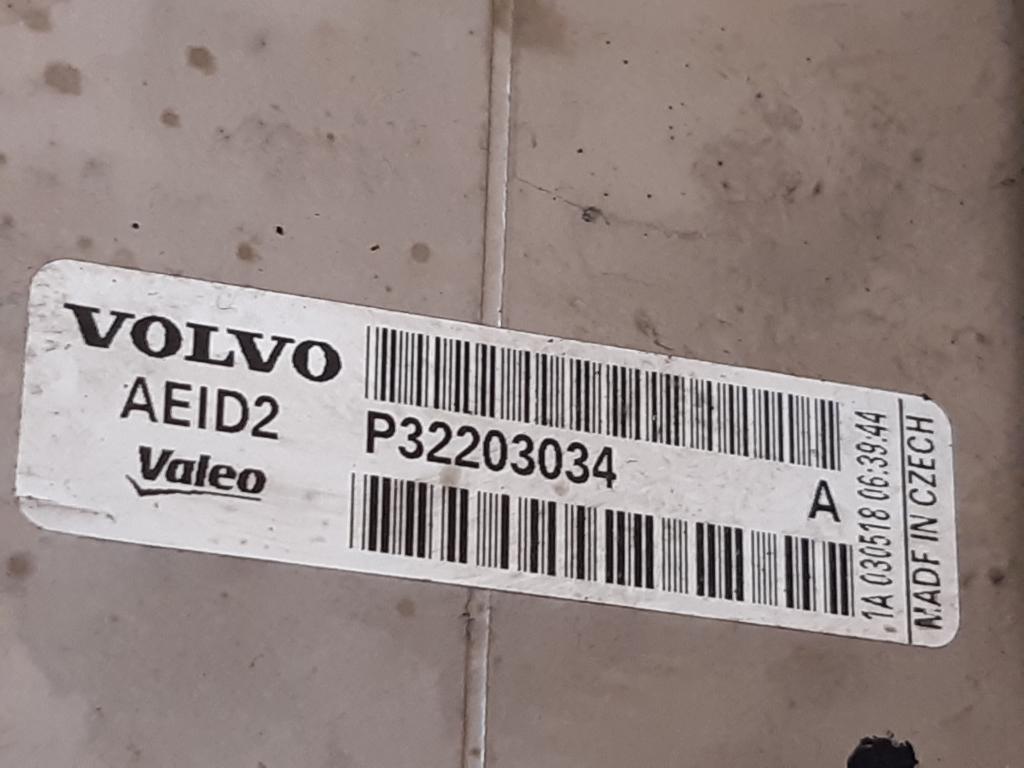 VOLVO
AEID2
Valeo
P32203034
A
1A 030518 06:39:44
MADE IN CZECH